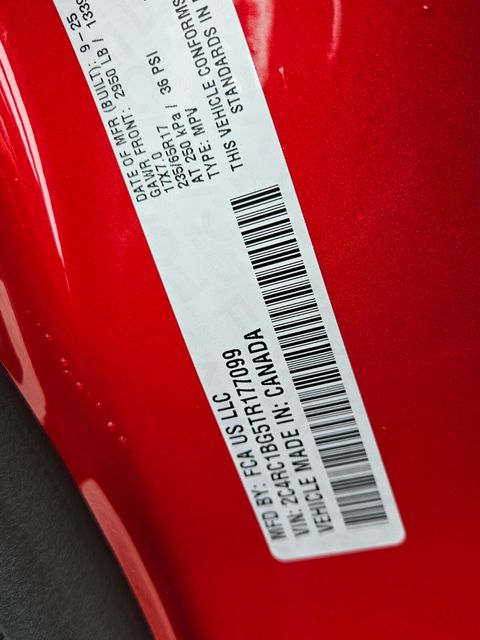 MFD BY: FCA US LLC
VIN: 2C4RC1BG5TR177099
VEHICLE MADE IN: CANADA
DATE OF MFR (BUILT): 9 – 25
GAWR FRONT: 2950 LB / 1339
17X7.0
235/65R17
AT 250 kPa / 36 PSI
TYPE: MPV
THIS VEHICLE CONFORMS
STANDARDS IN